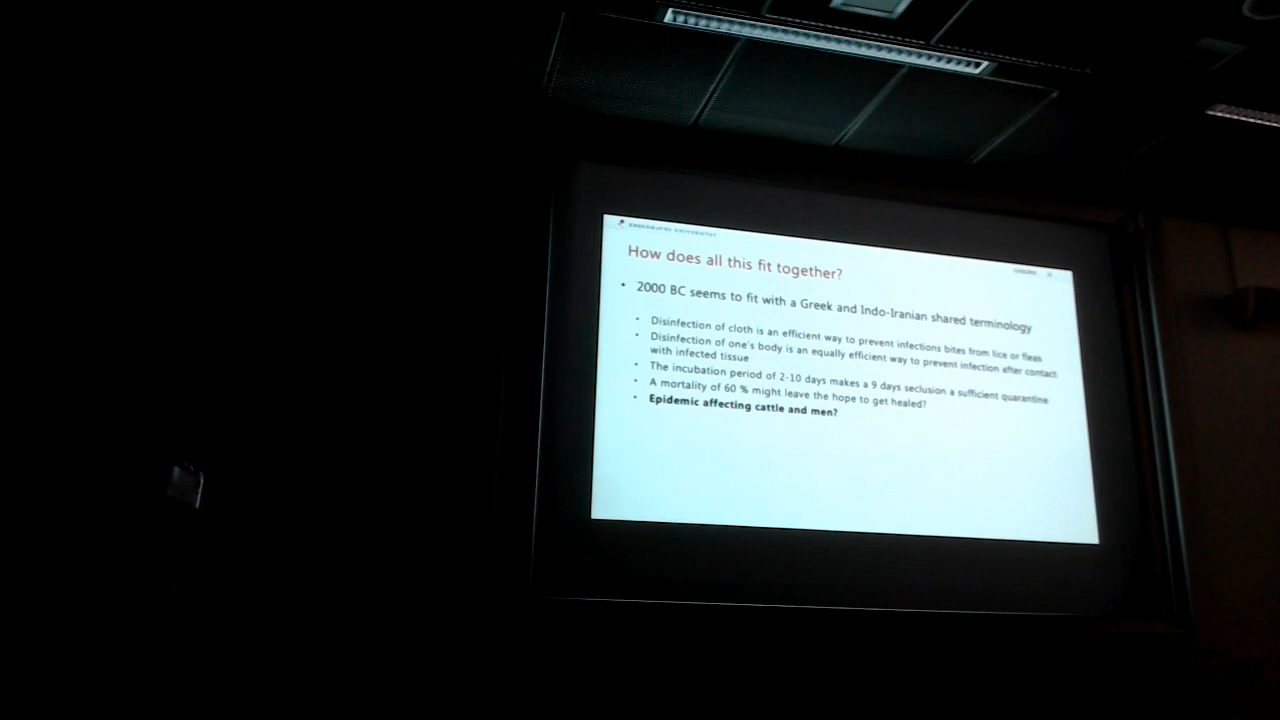 KØBENHAVNS UNIVERSITET
How does all this fit together?
• 2000 BC seems to fit with a Greek and Indo-Iranian shared terminology
• Disinfection of cloth is an efficient way to prevent infections bites from lice or fleas
• Disinfection of one's body is an equally efficient way to prevent infection after contact
with infected tissue
• The incubation period of 2-10 days makes a 9 days seclusion a sufficient quarantine
• A mortality of 60 % might leave the hope to get healed?
• Epidemic affecting cattle and men?